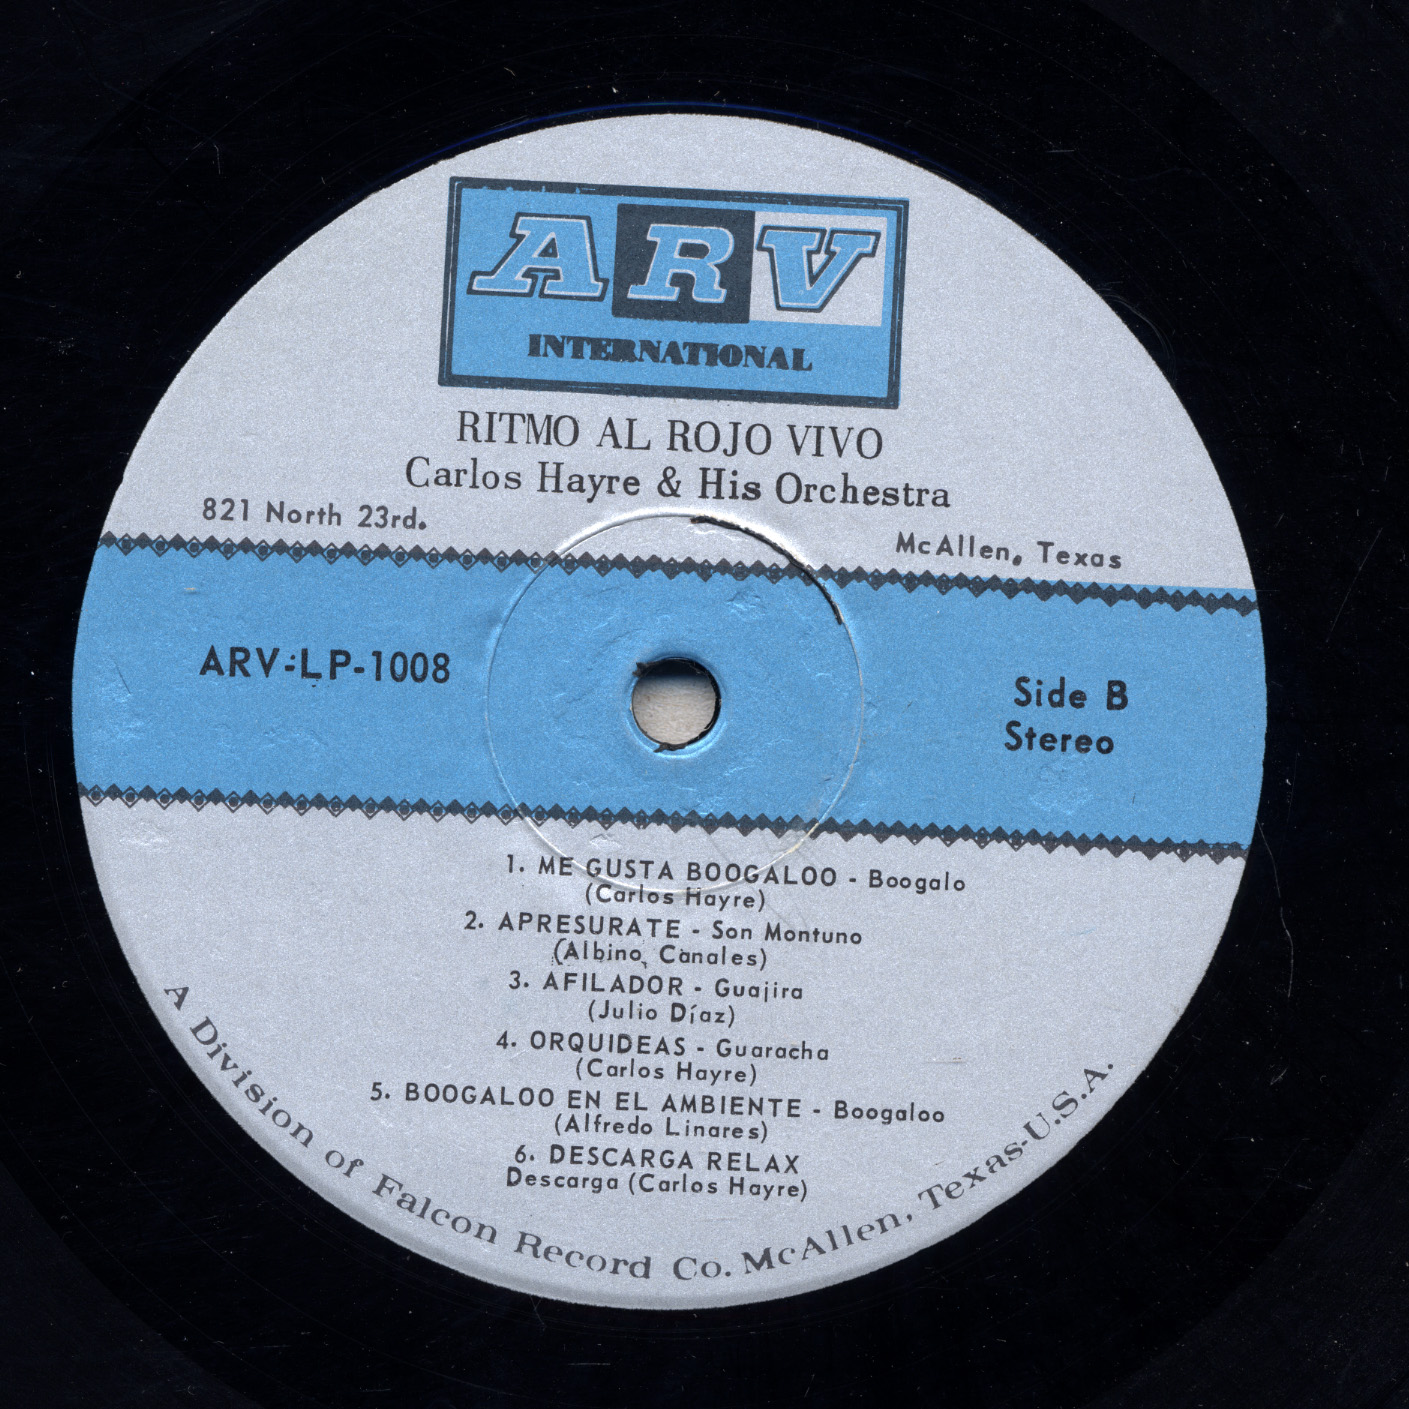 ARV
INTERNATIONAL
RITMO AL ROJO VIVO
Carlos Hayre & His Orchestra
821 North 23rd.
McAllen, Texas
ARV-LP-1008
Side B
Stereo
1. ME GUSTA BOOGALOO - Boogalo
(Carlos Hayre)
2. APRESURATE - Son Montuno
(Albino Canales)
3. AFILADOR - Guajira
(Julio Díaz)
4. ORQUIDEAS - Guaracha
(Carlos Hayre)
5. BOOGALOO EN EL AMBIENTE - Boogaloo
(Alfredo Linares)
6. DESCARGA RELAX
Descarga (Carlos Hayre)
A Division of Falcon Record Co. McAllen, Texas-U.S.A.